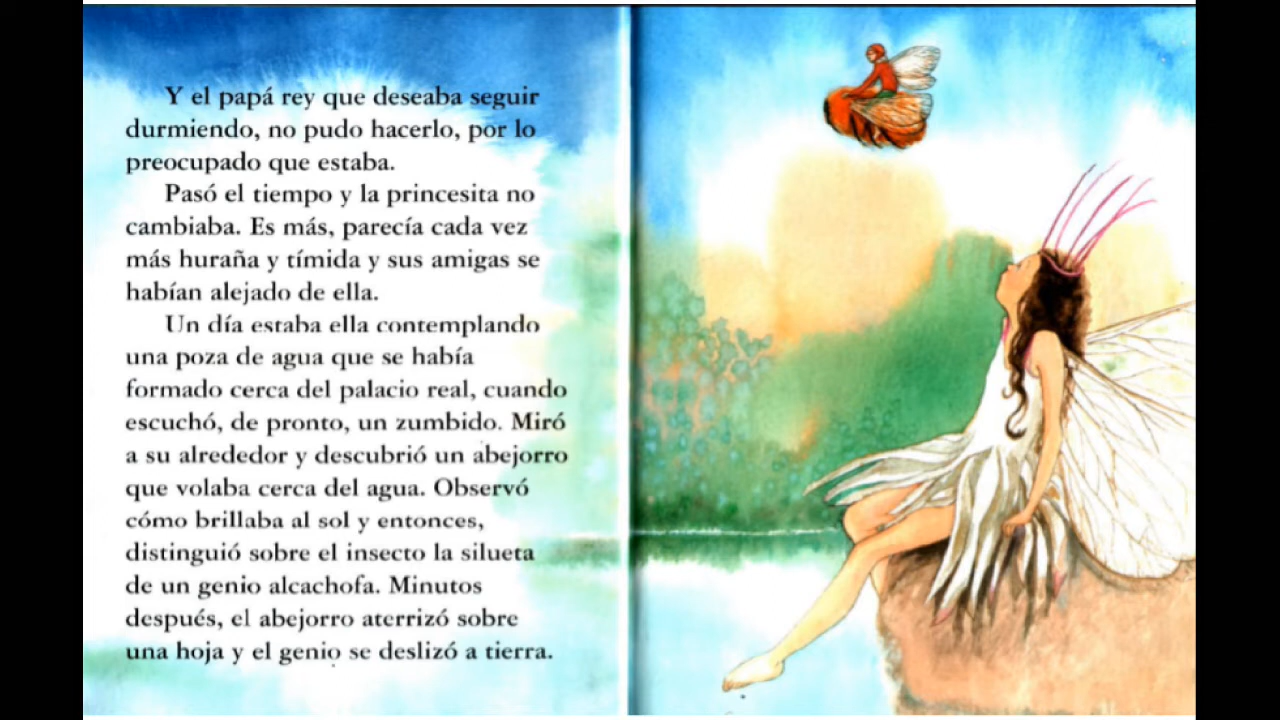 Y el papá rey que deseaba seguir
durmiendo, no pudo hacerlo, por lo
preocupado que estaba.
Pasó el tiempo y la princesita no
cambiaba. Es más, parecía cada vez
más huraña y tímida y sus amigas se
habían alejado de ella.
Un día estaba ella contemplando
una poza de agua que se había
formado cerca del palacio real, cuando
escuchó, de pronto, un zumbido. Miró
a su alrededor y descubrió un abejorro
que volaba cerca del agua. Observó
cómo brillaba al sol y entonces,
distinguió sobre el insecto la silueta
de un genio alcachofa. Minutos
después, el abejorro aterrizó sobre
una hoja y el genio se deslizó a tierra.